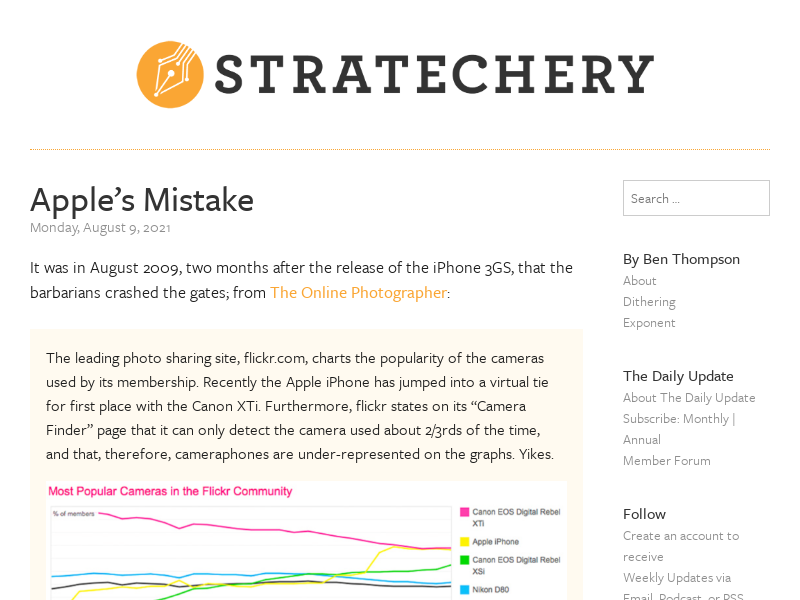 STRATECHERY
Apple’s Mistake
Monday, August 9, 2021
It was in August 2009, two months after the release of the iPhone 3GS, that the
barbarians crashed the gates; from The Online Photographer:
The leading photo sharing site, flickr.com, charts the popularity of the cameras
used by its membership. Recently the Apple iPhone has jumped into a virtual tie
for first place with the Canon XTi. Furthermore, flickr states on its “Camera
Finder” page that it can only detect the camera used about 2/3rds of the time,
and that, therefore, cameraphones are under-represented on the graphs. Yikes.
Most Popular Cameras in the Flickr Community
% of members
Canon EOS Digital Rebel
XTi
Apple iPhone
Canon EOS Digital Rebel
XSi
Nikon D80
Search ...
By Ben Thompson
About
Dithering
Exponent
The Daily Update
About The Daily Update
Subscribe: Monthly |
Annual
Member Forum
Follow
Create an account to
receive
Weekly Updates via
Email, Podcast, or RSS